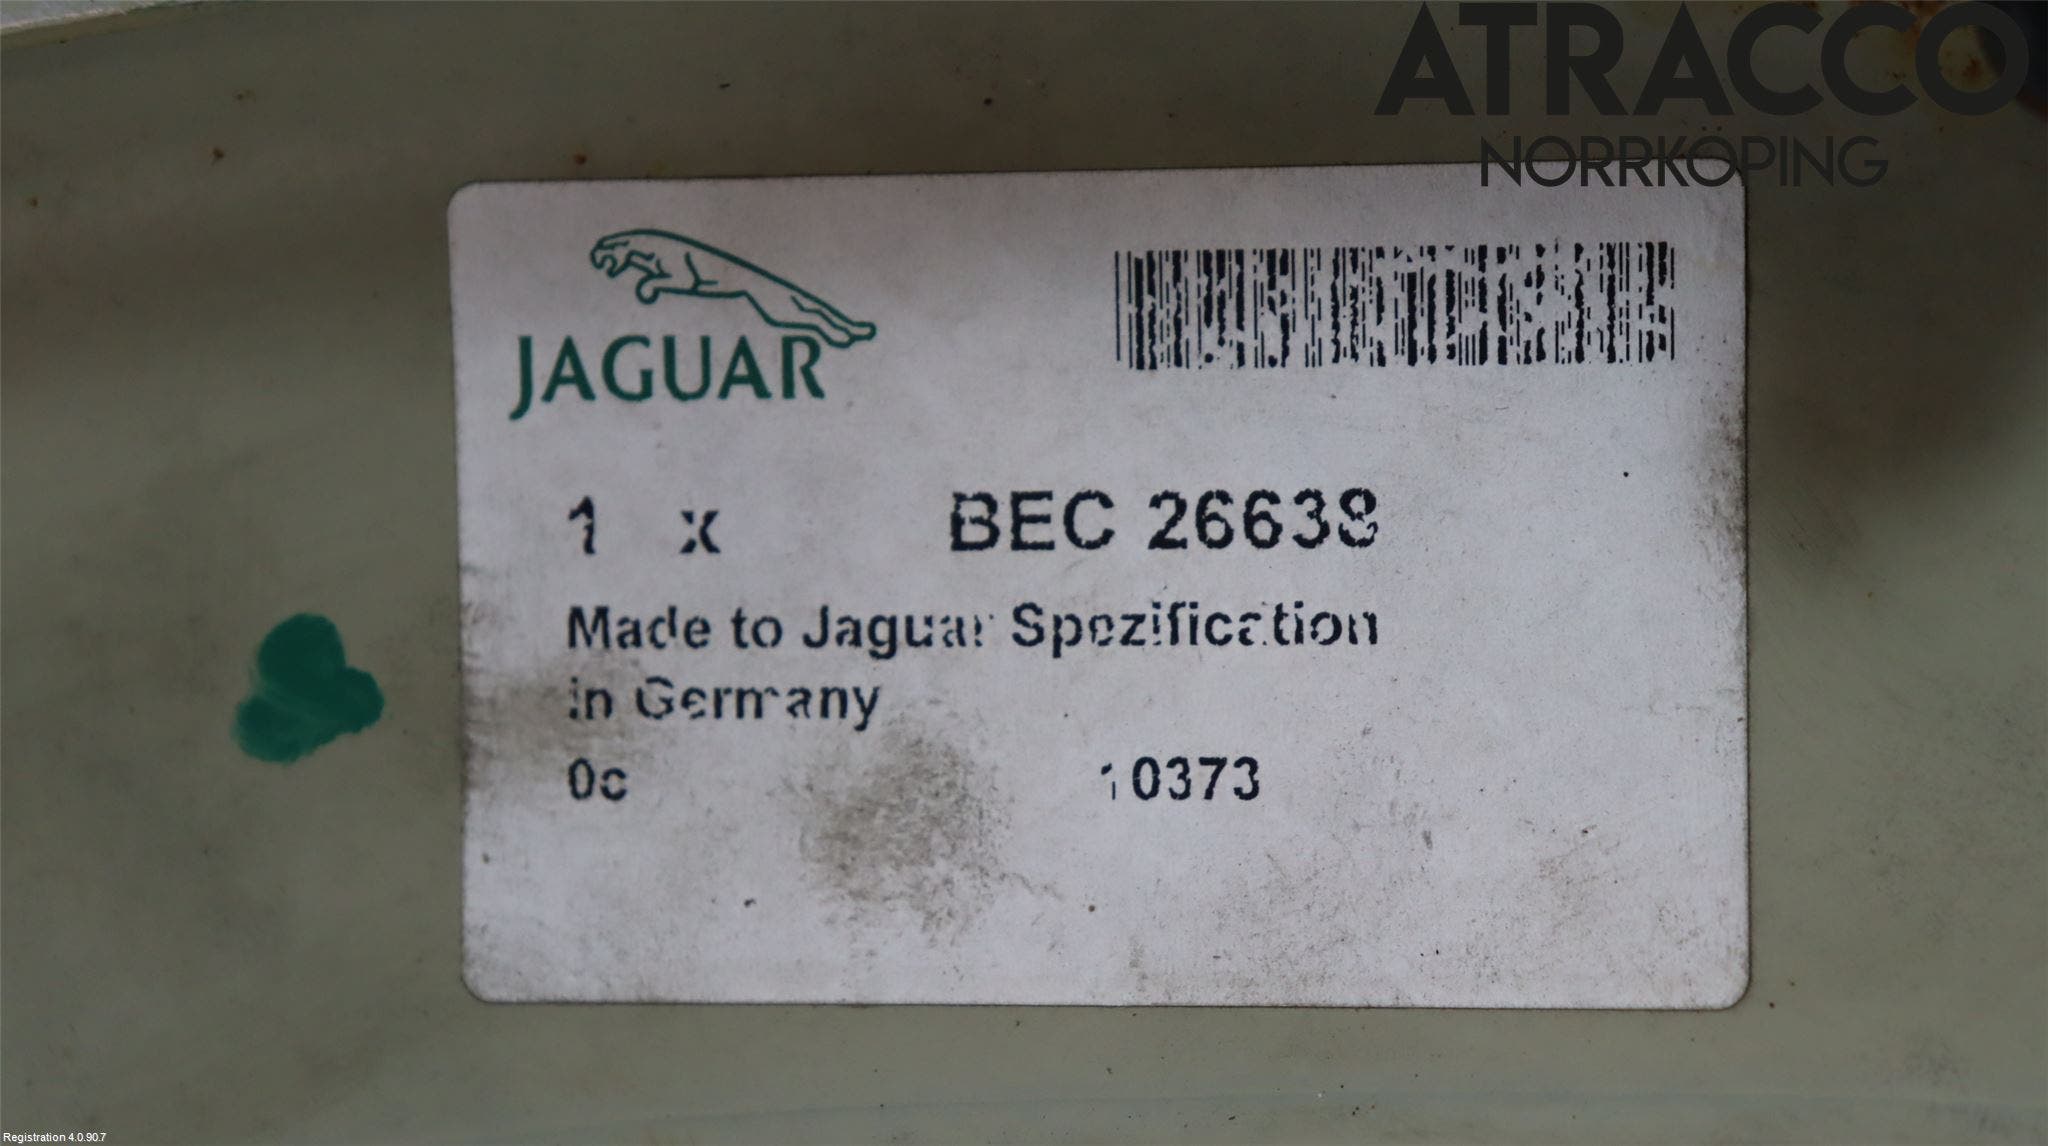 ATRACCO
NORRKÖPING
JAGUAR
1 x BEC 26638
Made to Jaguar Spezification
in Germany
0c 10373
Registration 4.0.90.7